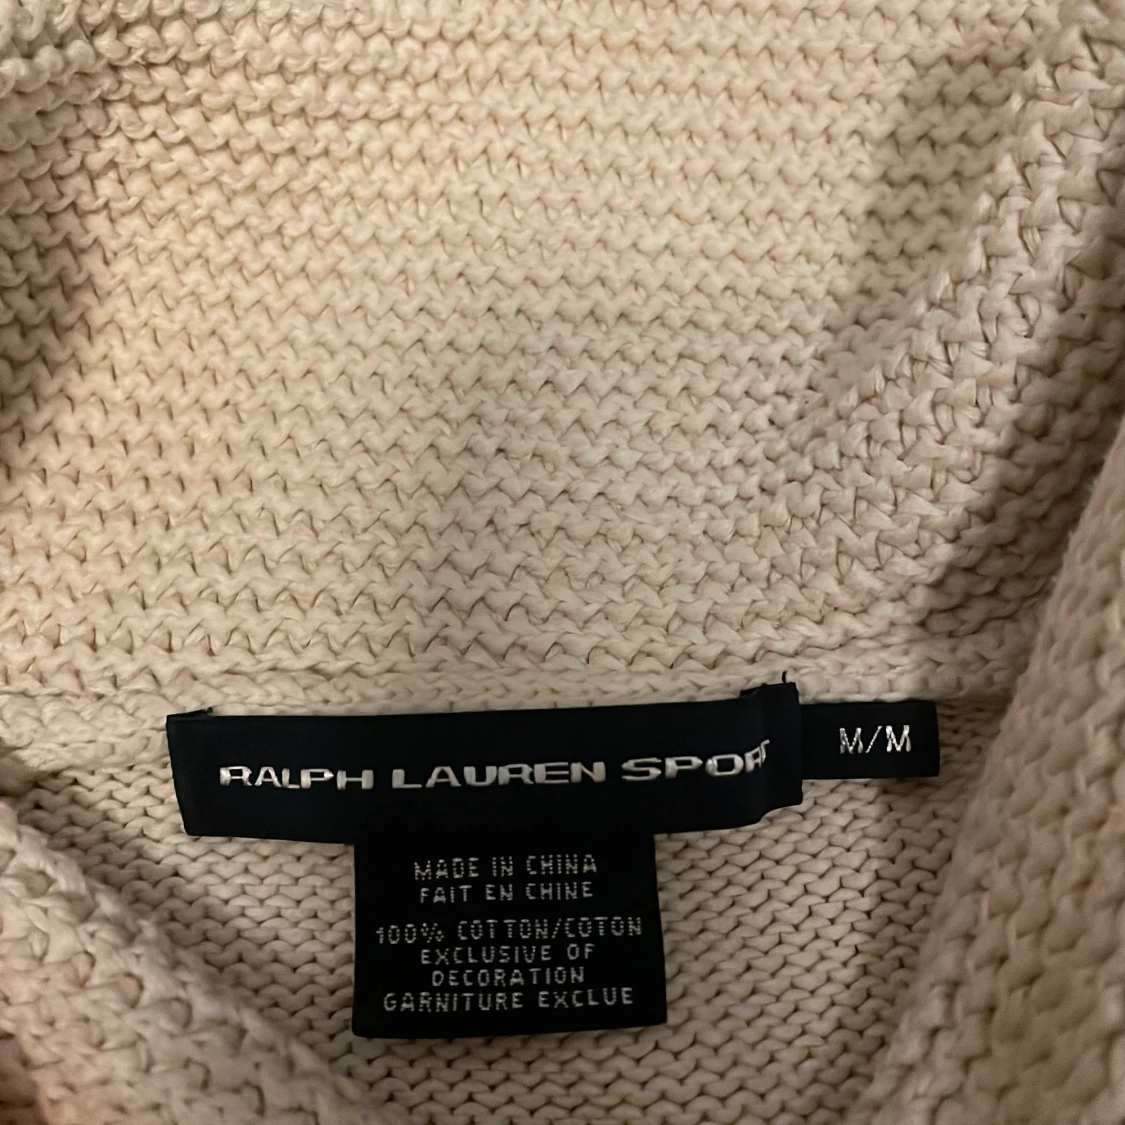 RALPH LAUREN SPORT
M/M
MADE IN CHINA
FAIT EN CHINE
100% COTTON/COTON
EXCLUSIVE OF
DECORATION
GARNITURE EXCLUE